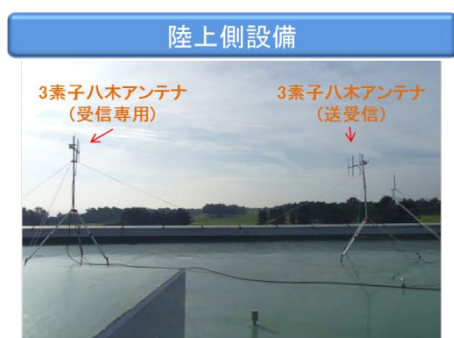 陸上側設備
3素子八木アンテナ
（受信専用）
3素子八木アンテナ
（送受信）